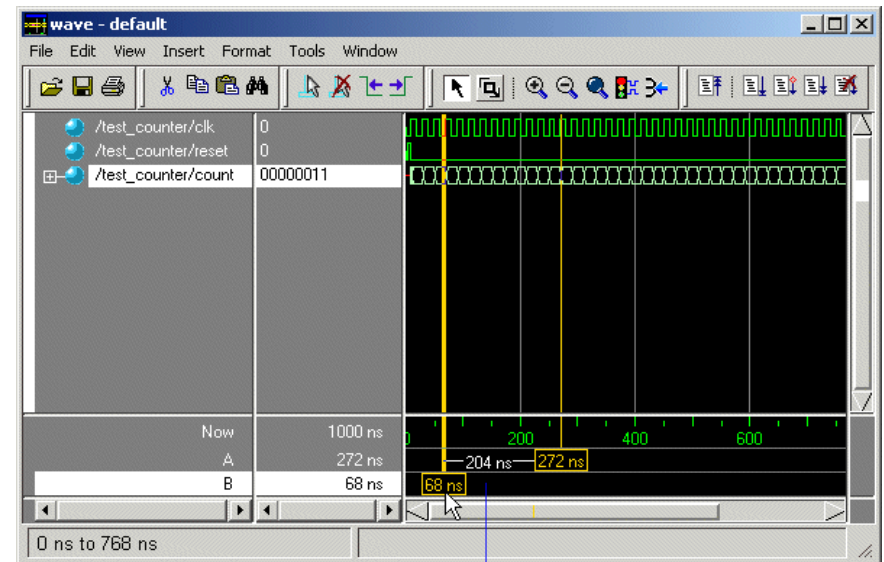 wave - default
File Edit View Insert Format Tools Window
/test_counter/clk 0
/test_counter/reset 0
/test_counter/count 00000011
Now 1000 ns 0 200 400 600
A 272 ns 204 ns 272 ns
B 68 ns 68 ns
0 ns to 768 ns